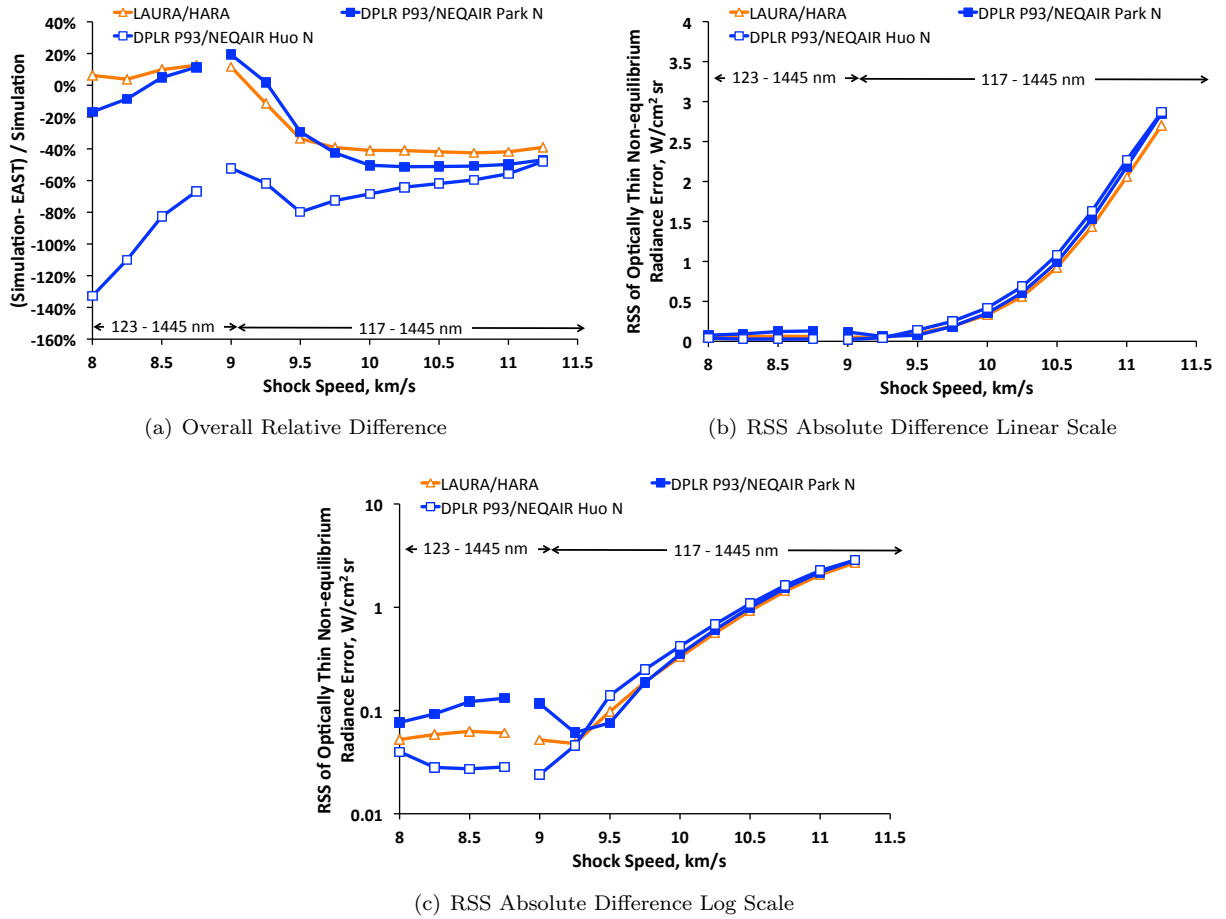 LAURA/HARA
DPLR P93/NEQAIR Park N
DPLR P93/NEQAIR Huo N
40%
20%
0%
-20%
-40%
-60%
-80%
-100%
-120%
-140%
-160%
(Simulation- EAST) / Simulation
123 - 1445 nm
117 - 1445 nm
8 8.5 9 9.5 10 10.5 11 11.5
Shock Speed, km/s
(a) Overall Relative Difference
LAURA/HARA
DPLR P93/NEQAIR Park N
DPLR P93/NEQAIR Huo N
4
3.5
3
2.5
2
1.5
1
0.5
0
RSS of Optically Thin Non-equilibrium
Radiance Error, W/cm² sr
123 - 1445 nm
117 - 1445 nm
8 8.5 9 9.5 10 10.5 11 11.5
Shock Speed, km/s
(b) RSS Absolute Difference Linear Scale
LAURA/HARA
DPLR P93/NEQAIR Park N
DPLR P93/NEQAIR Huo N
10
1
0.1
0.01
RSS of Optically Thin Non-equilibrium
Radiance Error, W/cm² sr
123 - 1445 nm
117 - 1445 nm
8 8.5 9 9.5 10 10.5 11 11.5
Shock Speed, km/s
(c) RSS Absolute Difference Log Scale